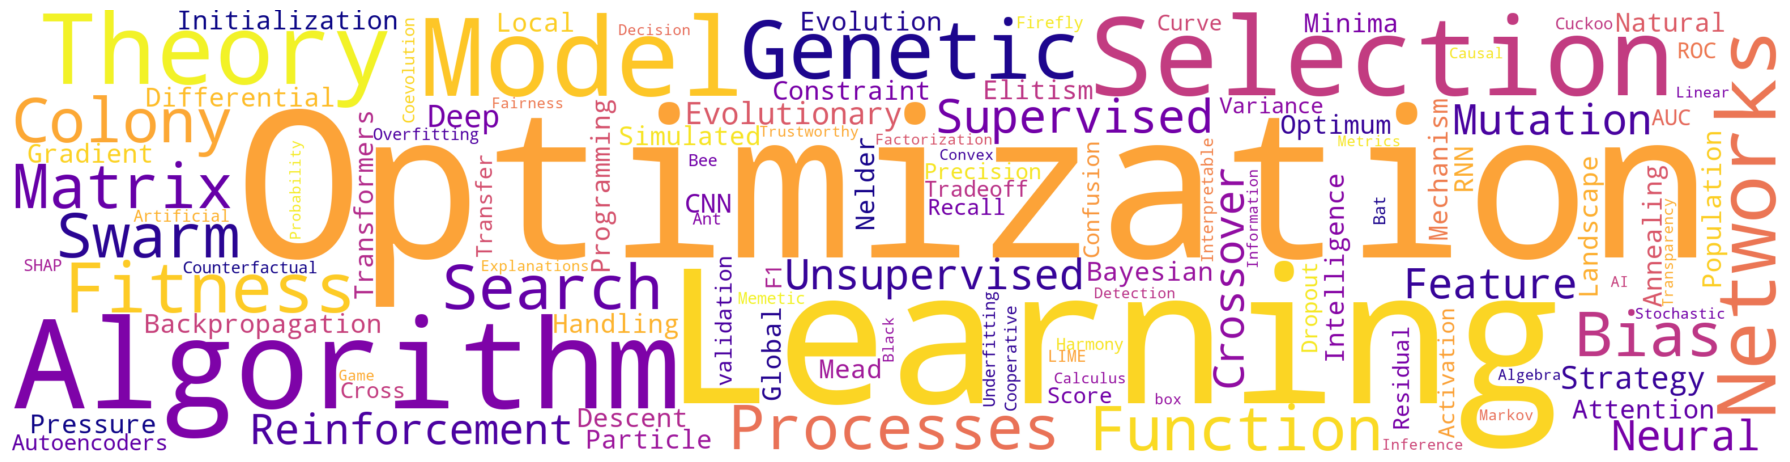 Theory
Initialization
Coevolution
Model
Local
Decision
Genetic
Evolution
Firefly
Selection
Curve
Minima
Causal
Cuckoo
Natural
ROC
Networks
Colony
Differential
Gradient
Transformers
Overfitting
Deep
Fairness
Programming
Simulated
Evolutionary
Trustworthy
Constraint
Elitism
Supervised
Factorization
Convex
Variance
Optimum
Metrics
Mutation
Linear
AUC
Matrix
Artificial
Probability
Optimization
Transfer
Bee
CNN
Ant
Nelder
Precision
Tradeoff
Recall
Confusion
Interpretable
Crossover
Information
Bat
Mechanism
RNN
Landscape
Annealing
Transparency
Population
Swarm
SHAP
Counterfactual
Fitness
Search
Explanations
validation
Memetic
F1
Unsupervised
Bayesian
Detection
Dropout
Intelligence
Feature
AI
Stochastic
Bias
Algorithm
Backpropagation
Handling
Learning
Global
Mead
Black
Underfitting
Cooperative
Harmony
LIME
Calculus
Score
box
Residual
Activation
Algebra
Strategy
Game
Cross
Pressure
Autoencoders
Reinforcement
Descent
Particle
Processes
Function
Inference
Markov
Attention
Neural